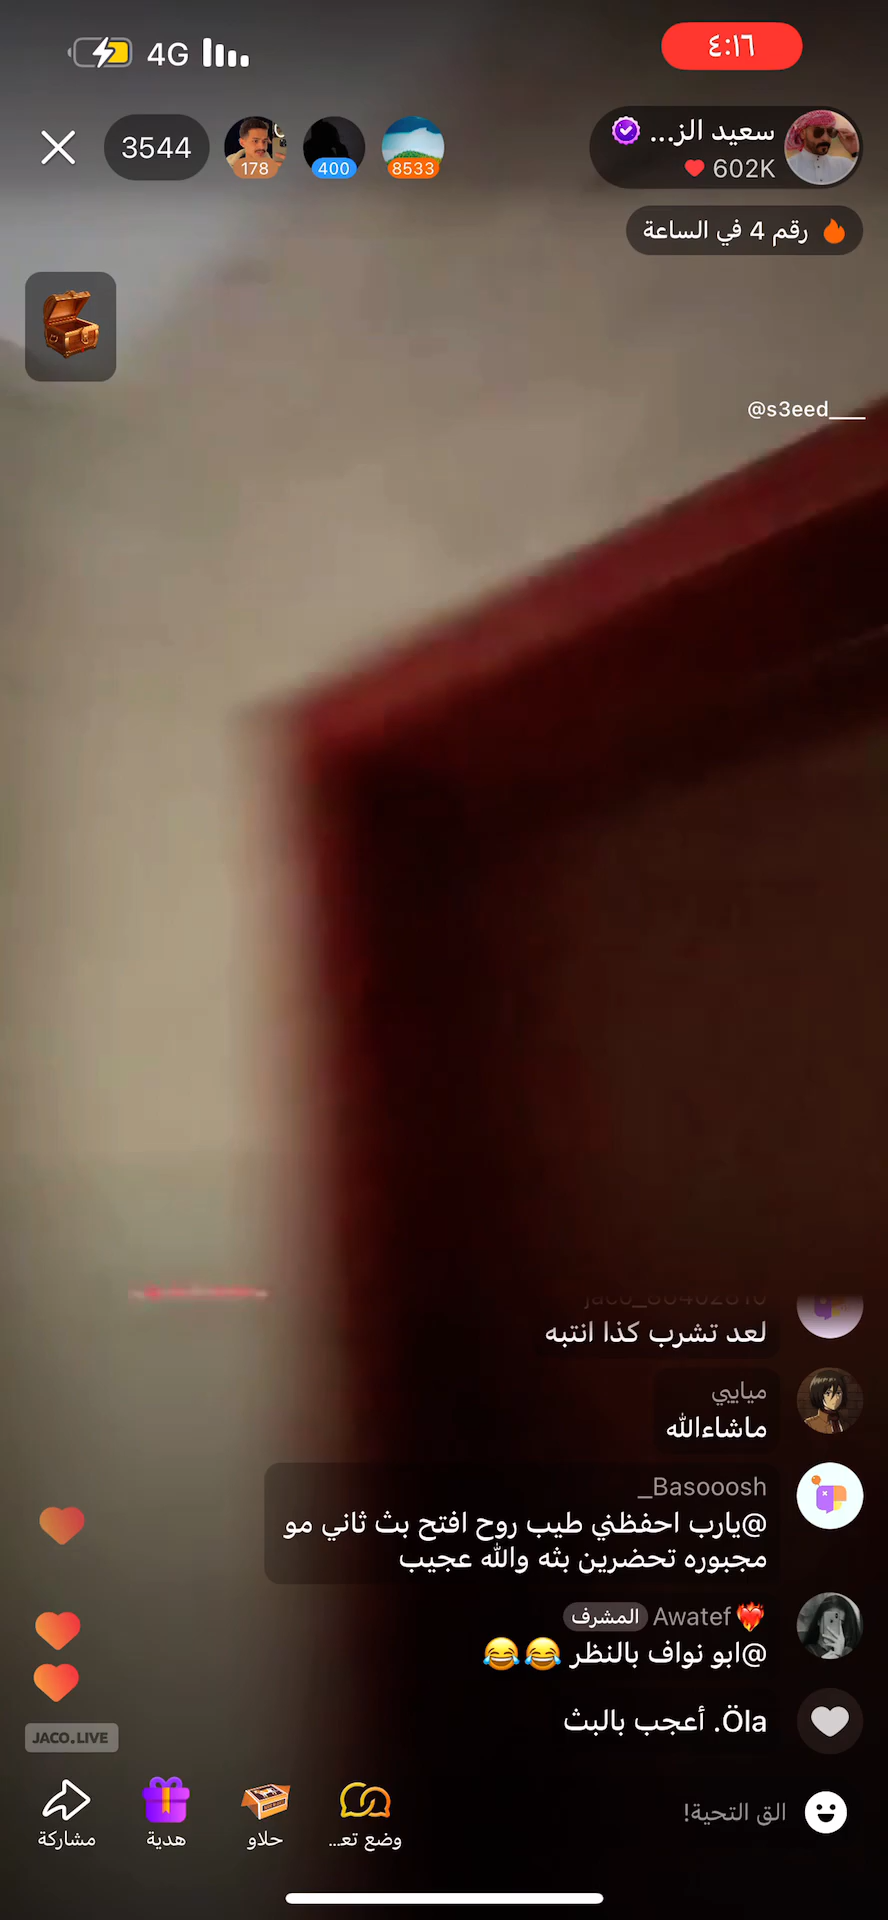 4G
٤:١٦
3544
178
400
8533
سعيد الز...
602K
رقم 4 في الساعة
@s3eed___
لعد تشرب كذا انتبه
ميايبي
ماشاءالله
_Basooosh
@يارب احفظني طيب روح افتح بث ثاني مو
مجبوره تحضرين بثه والله عجيب
Awatef المشرف
@ابو نواف بالنظر 😂😂
Öla. أعجب بالبث
JACO.LIVE
مشاركة
هدية
حلاو
وضع تعـ...
الق التحية!